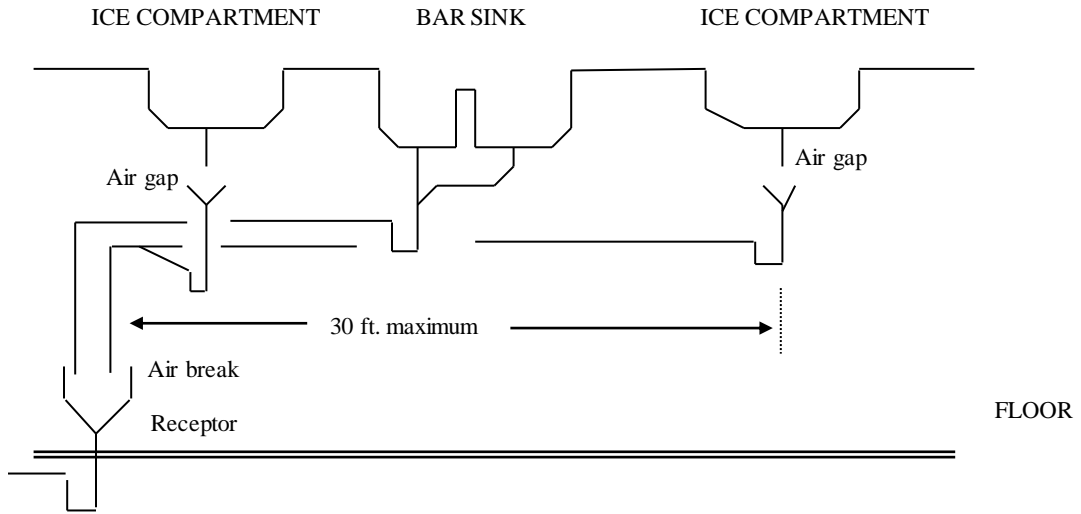 ICE COMPARTMENT BAR SINK ICE COMPARTMENT
Air gap
Air gap
30 ft. maximum
Air break
FLOOR
Receptor